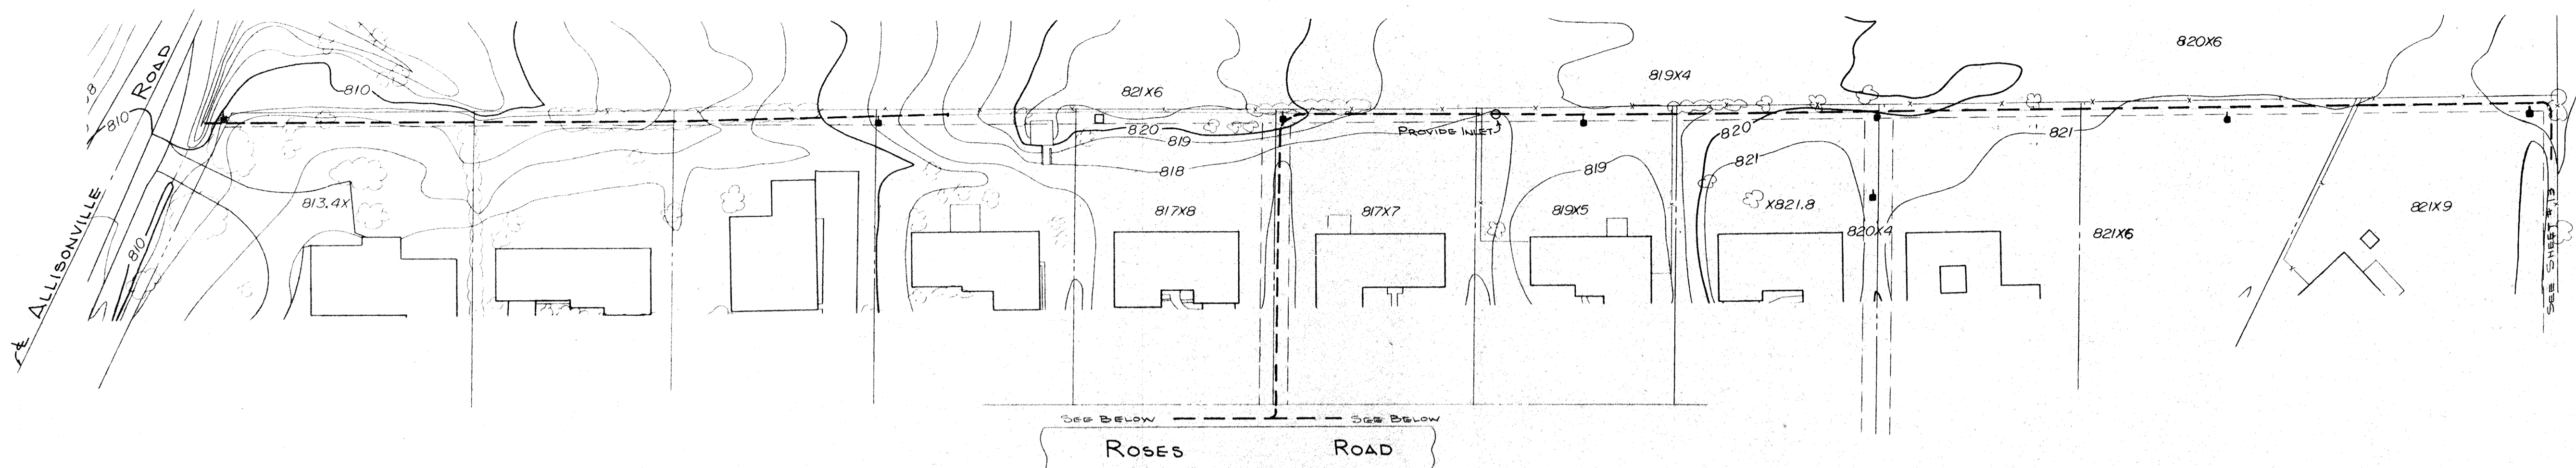 820X6
819X4
821X6
810
ROAD
810
820
819
818
PROVIDE INLET
820
821
821
819
ALLISONVILLE
810
813.4X
817X8
817X7
819X5
X821.8
820X4
821X6
821X9
SEE SHEET #13
℄
SEE BELOW
SEE BELOW
ROSES ROAD